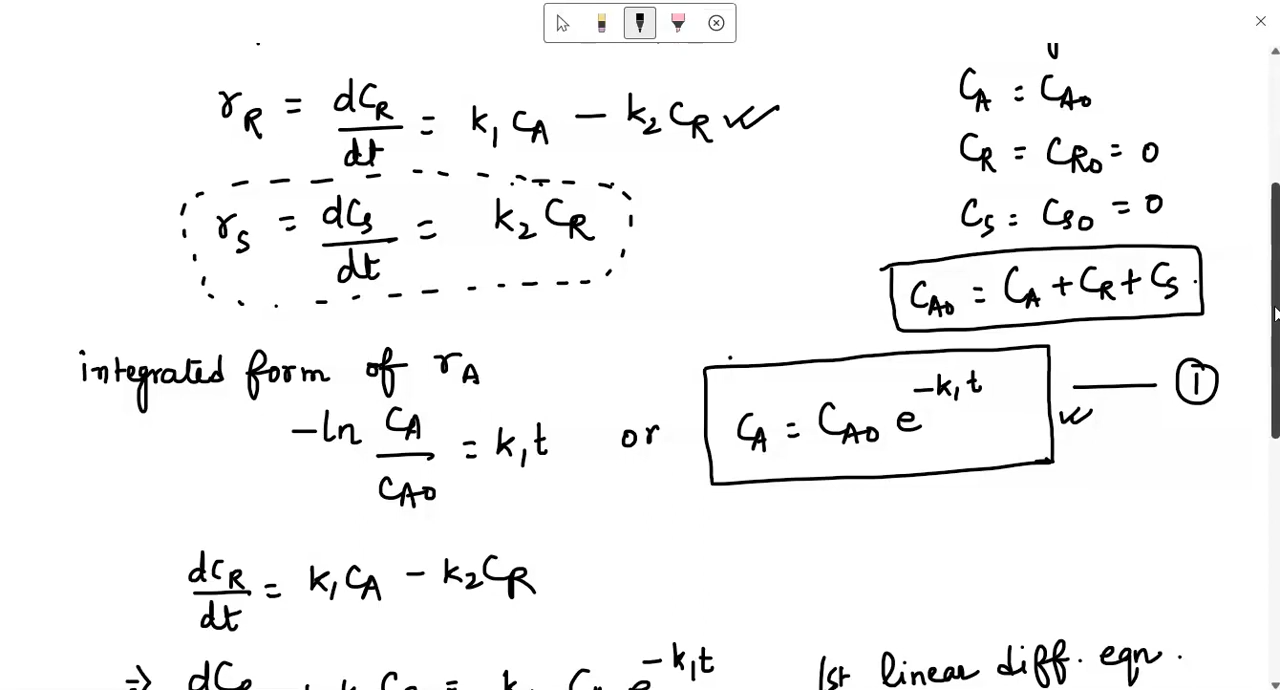 r_R = dC_R/dt = k_1 C_A - k_2 C_R
r_S = dC_S/dt = k_2 C_R
C_A = C_A0
C_R = C_R0 = 0
C_S = C_S0 = 0
C_A0 = C_A + C_R + C_S
integrated form of r_A
-ln C_A/C_A0 = k_1 t or C_A = C_A0 e^{-k_1 t} —— ①
dC_R/dt = k_1 C_A - k_2 C_R
⇒ e^{-k_1 t} 1st linear diff. eqn.